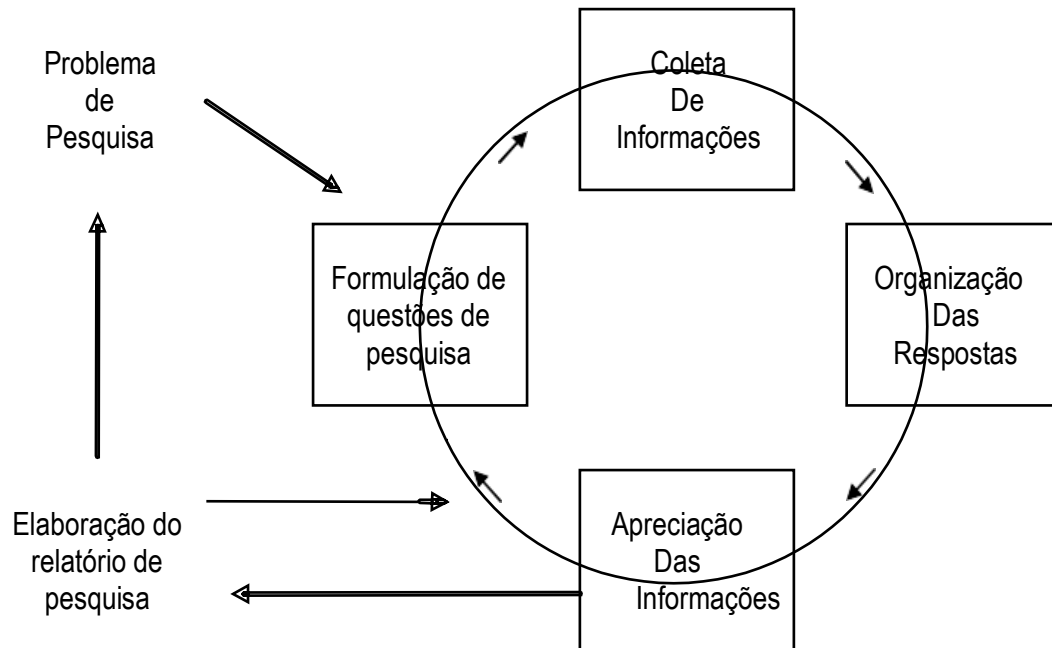 Problema
de
Pesquisa
Coleta
De
Informações
Formulação de
questões de
pesquisa
Organização
Das
Respostas
Elaboração do
relatório de
pesquisa
Apreciação
Das
Informações